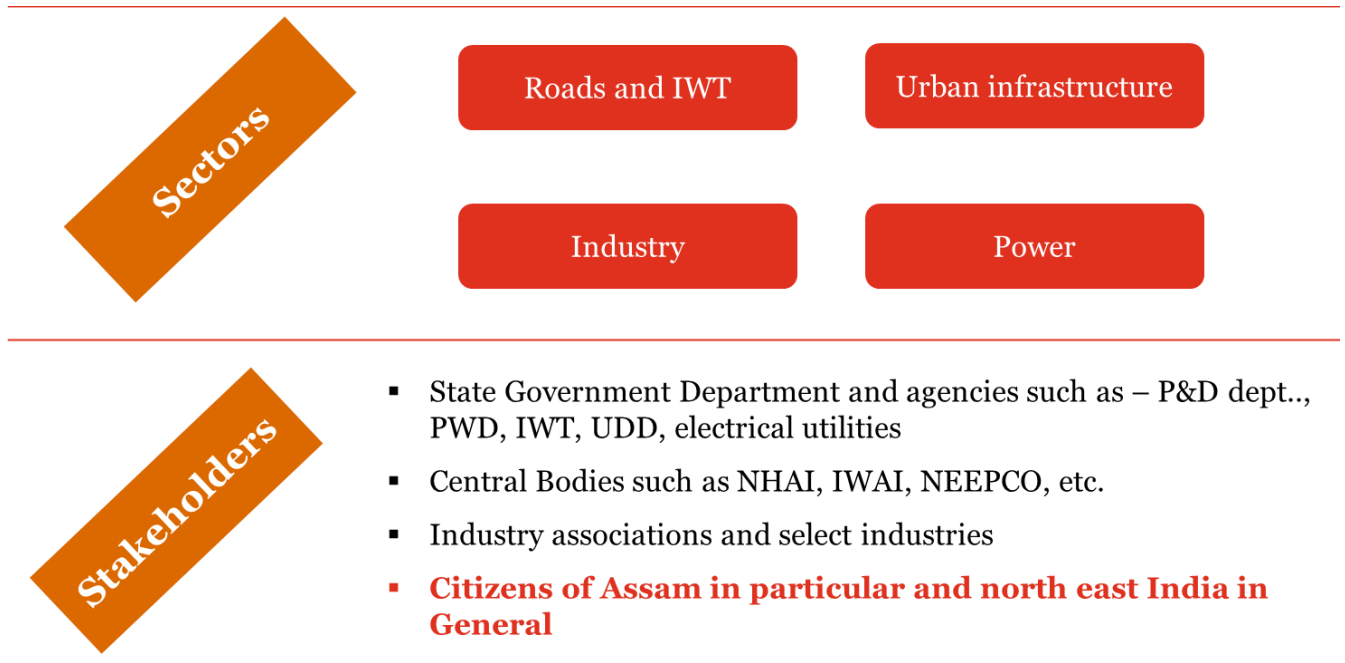 Sectors
Roads and IWT
Urban infrastructure
Industry
Power
Stakeholders
▪ State Government Department and agencies such as – P&D dept..,
PWD, IWT, UDD, electrical utilities
▪ Central Bodies such as NHAI, IWAI, NEEPCO, etc.
▪ Industry associations and select industries
▪ Citizens of Assam in particular and north east India in
General